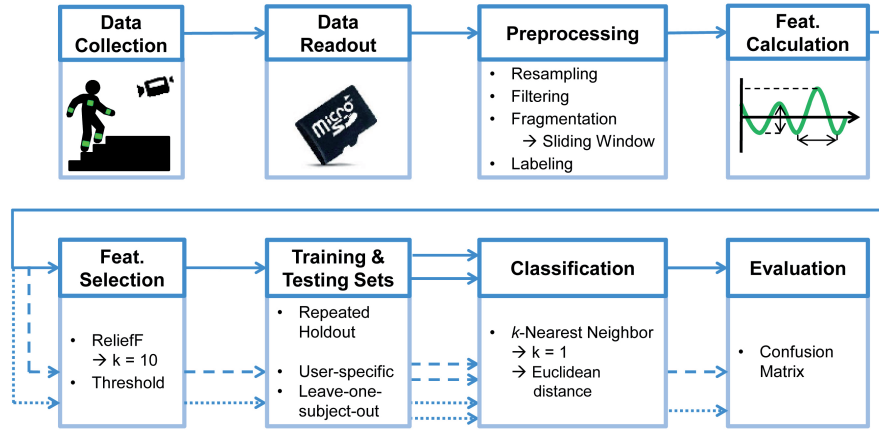 Data
Collection
Data
Readout
micro
SD
Preprocessing
• Resampling
• Filtering
• Fragmentation
→ Sliding Window
• Labeling
Feat.
Calculation
Feat.
Selection
• ReliefF
→ k = 10
• Threshold
Training &
Testing Sets
• Repeated
Holdout
• User-specific
• Leave-one-
subject-out
Classification
• k-Nearest Neighbor
→ k = 1
→ Euclidean
distance
Evaluation
• Confusion
Matrix